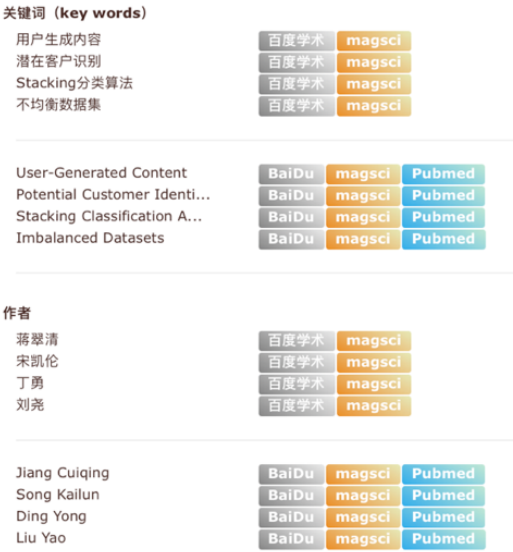 关键词（key words）
用户生成内容 百度学术 magsci
潜在客户识别 百度学术 magsci
Stacking分类算法 百度学术 magsci
不均衡数据集 百度学术 magsci
User-Generated Content BaiDu magsci Pubmed
Potential Customer Identi... BaiDu magsci Pubmed
Stacking Classification A... BaiDu magsci Pubmed
Imbalanced Datasets BaiDu magsci Pubmed
作者
蒋翠清 百度学术 magsci
宋凯伦 百度学术 magsci
丁勇 百度学术 magsci
刘尧 百度学术 magsci
Jiang Cuiqing BaiDu magsci Pubmed
Song Kailun BaiDu magsci Pubmed
Ding Yong BaiDu magsci Pubmed
Liu Yao BaiDu magsci Pubmed